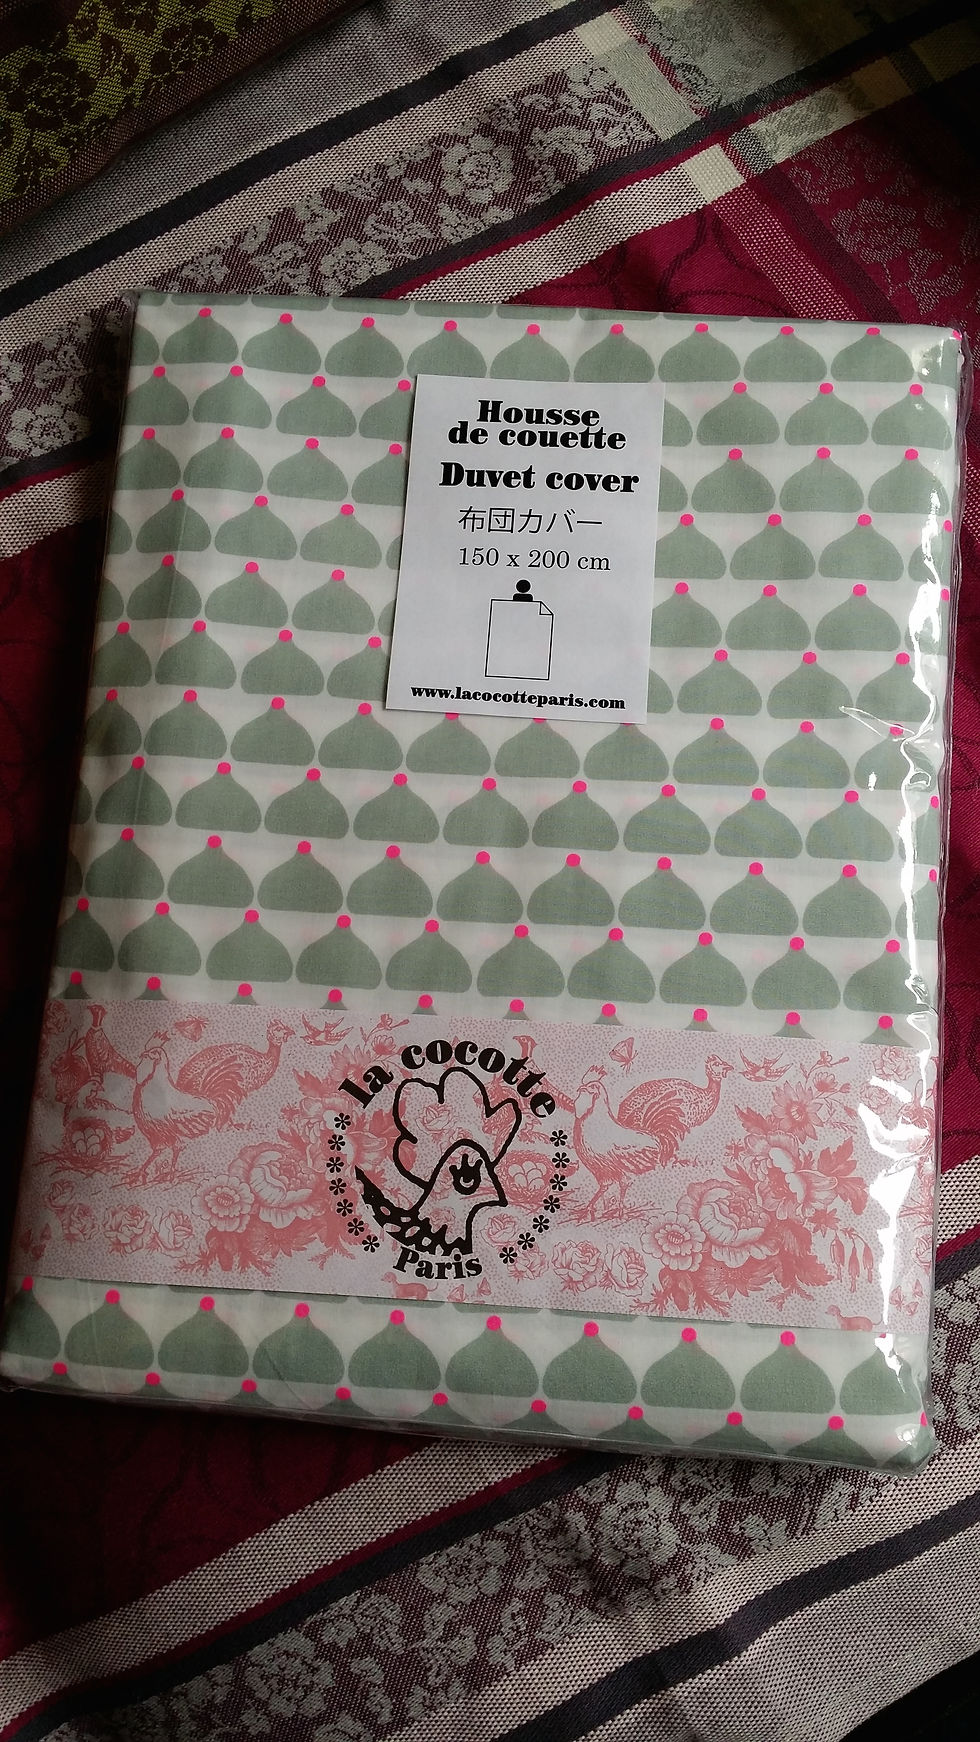 Housse
de couette
Duvet cover
布団カバー
150 x 200 cm
www.lacocotteparis.com
la cocotte
Paris